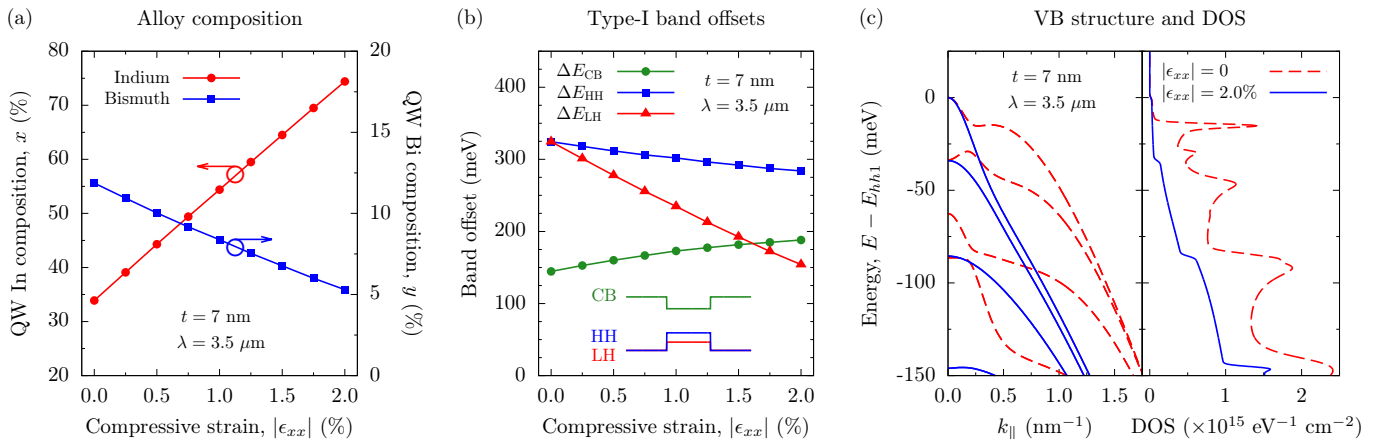 (a) Alloy composition
QW In composition, x (%)
80
70
60
50
40
30
20
Indium
Bismuth
t = 7 nm
λ = 3.5 μm
20
15
10
5
0
QW Bi composition, y (%)
0.0 0.5 1.0 1.5 2.0
Compressive strain, |ϵxx| (%)
(b) Type-I band offsets
Band offset (meV)
400
300
200
100
0
ΔECB
ΔEHH
ΔELH
t = 7 nm
λ = 3.5 μm
CB
HH
LH
0.0 0.5 1.0 1.5 2.0
Compressive strain, |ϵxx| (%)
(c) VB structure and DOS
Energy, E − Ehh1 (meV)
0
-50
-100
-150
t = 7 nm
λ = 3.5 μm
|ϵxx| = 0
|ϵxx| = 2.0%
0.0 0.5 1.0 1.5
k∥ (nm⁻¹)
0 1 2
DOS (×10¹⁵ eV⁻¹ cm⁻²)